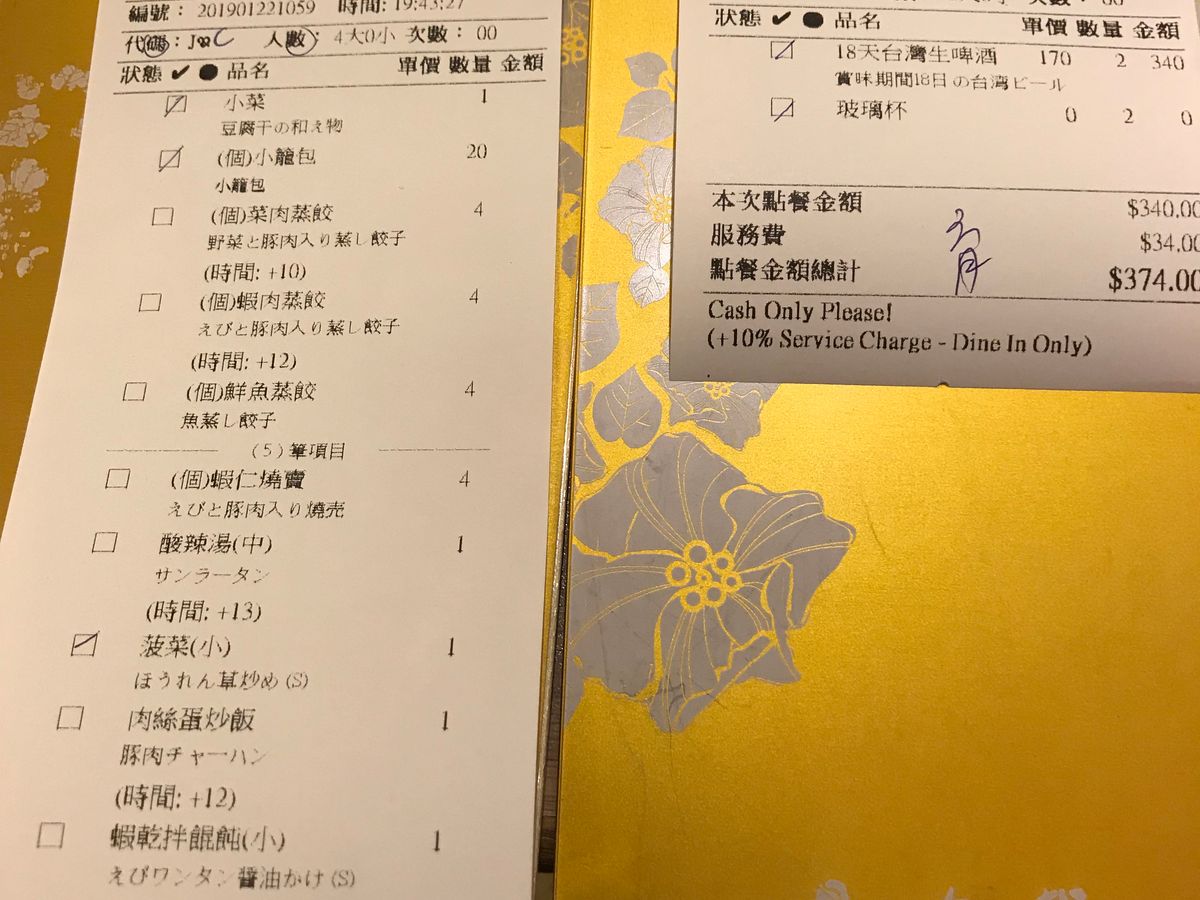 編號： 201901221059 時間: 19:43:27
代碼： 人數： 4大0小 次數： 00
狀態 ✔ ● 品名 單價 數量 金額
小菜 1
豆腐干の和え物
(個)小籠包 20
小籠包
(個)菜肉蒸餃 4
野菜と豚肉入り蒸し餃子
(時間: +10)
(個)蝦肉蒸餃 4
えびと豚肉入り蒸し餃子
(時間: +12)
(個)鮮魚蒸餃 4
魚蒸し餃子
(5) 筆項目
(個)蝦仁燒賣 4
えびと豚肉入り焼売
酸辣湯(中) 1
サンラータン
(時間: +13)
菠菜(小) 1
ほうれん草炒め (S)
肉絲蛋炒飯 1
豚肉チャーハン
(時間: +12)
蝦乾拌餛飩(小) 1
えびワンタン醤油かけ (S)
狀態 ✔ ● 品名 單價 數量 金額
18天台灣生啤酒 170 2 340
賞味期間18日の台湾ビール
玻璃杯 0 2 0
本次點餐金額 $340.00
服務費 $34.00
點餐金額總計 $374.00
Cash Only Please!
(+10% Service Charge - Dine In Only)